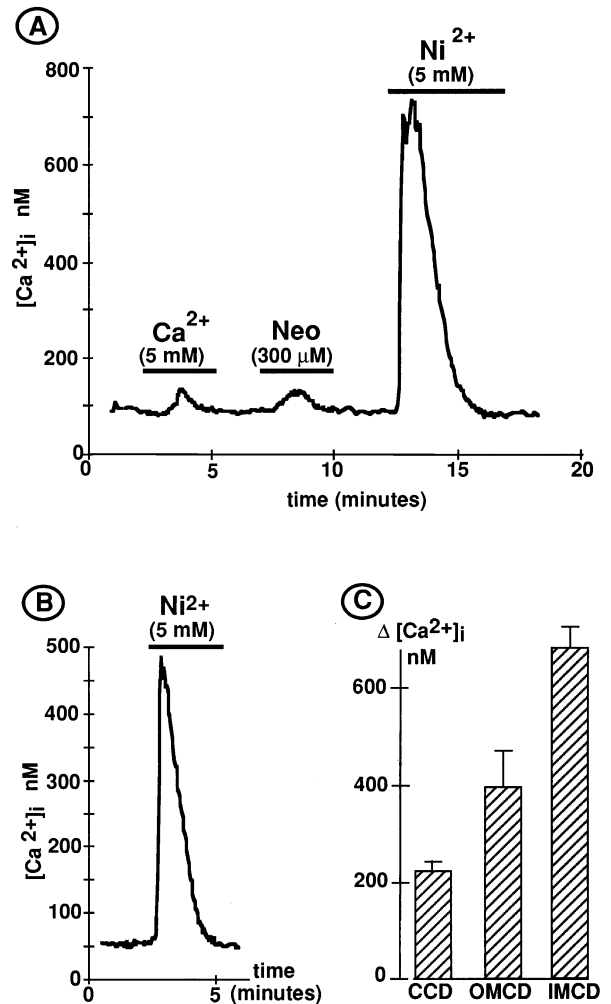 A
Ni 2+
(5 mM)
800
600
400
200
0
[Ca 2+]i nM
Ca2+
(5 mM)
Neo
(300 µM)
0 5 10 15 20
time (minutes)
B
Ni2+
(5 mM)
500
400
300
200
100
0
[Ca2+]i nM
0 5
time
(minutes)
C
Δ [Ca2+]i
nM
600
400
200
0
CCD OMCD IMCD